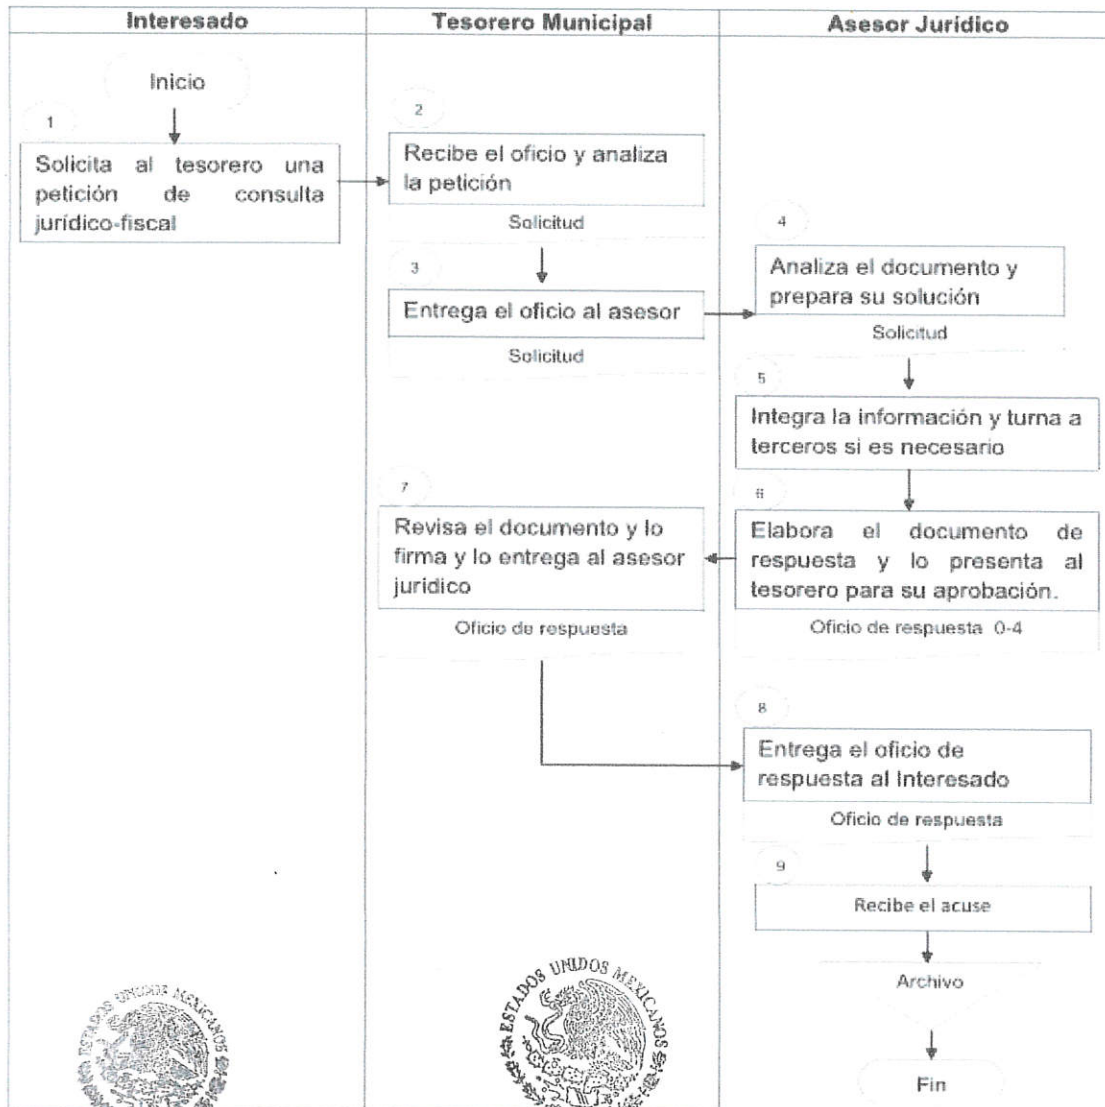 Interesado
Tesorero Municipal
Asesor Jurídico
Inicio
1
Solicita al tesorero una
petición de consulta
jurídico-fiscal
2
Recibe el oficio y analiza
la petición
Solicitud
3
Entrega el oficio al asesor
Solicitud
4
Analiza el documento y
prepara su solución
Solicitud
5
Integra la información y turna a
terceros si es necesario
6
Elabora el documento de
respuesta y lo presenta al
tesorero para su aprobación.
Oficio de respuesta 0-4
7
Revisa el documento y lo
firma y lo entrega al asesor
jurídico
Oficio de respuesta
8
Entrega el oficio de
respuesta al Interesado
Oficio de respuesta
9
Recibe el acuse
Archivo
Fin
ESTADOS UNIDOS MEXICANOS
ESTADOS UNIDOS MEXICANOS